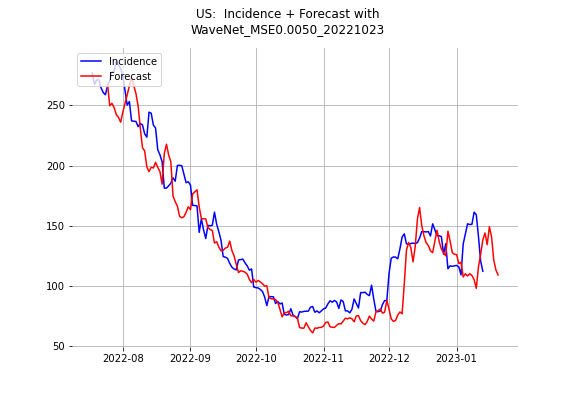 US:  Incidence + Forecast with
WaveNet_MSE0.0050_20221023
Incidence
Forecast
250
200
150
100
50
2022-08
2022-09
2022-10
2022-11
2022-12
2023-01